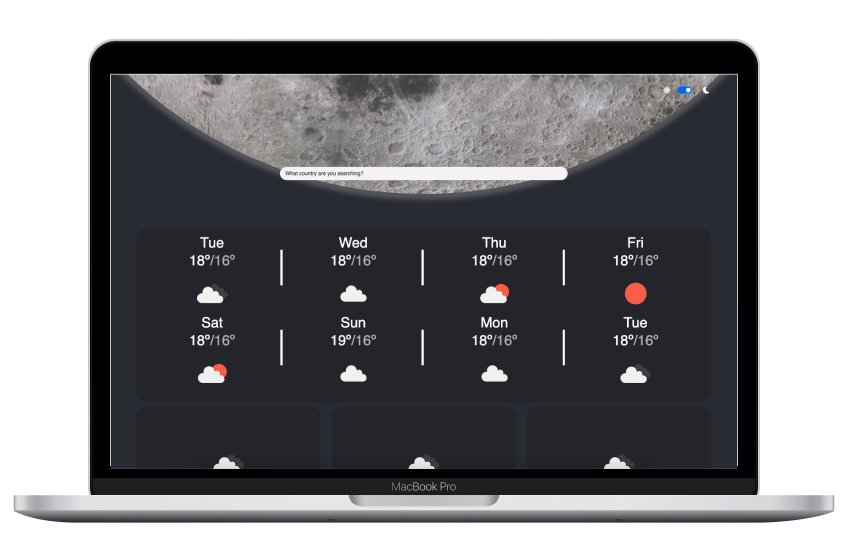 What country are you searching?
Tue Wed Thu Fri
18º/16º 18º/16º 18º/16º 18º/16º
Sat Sun Mon Tue
18º/16º 19º/16º 18º/16º 18º/16º
MacBook Pro